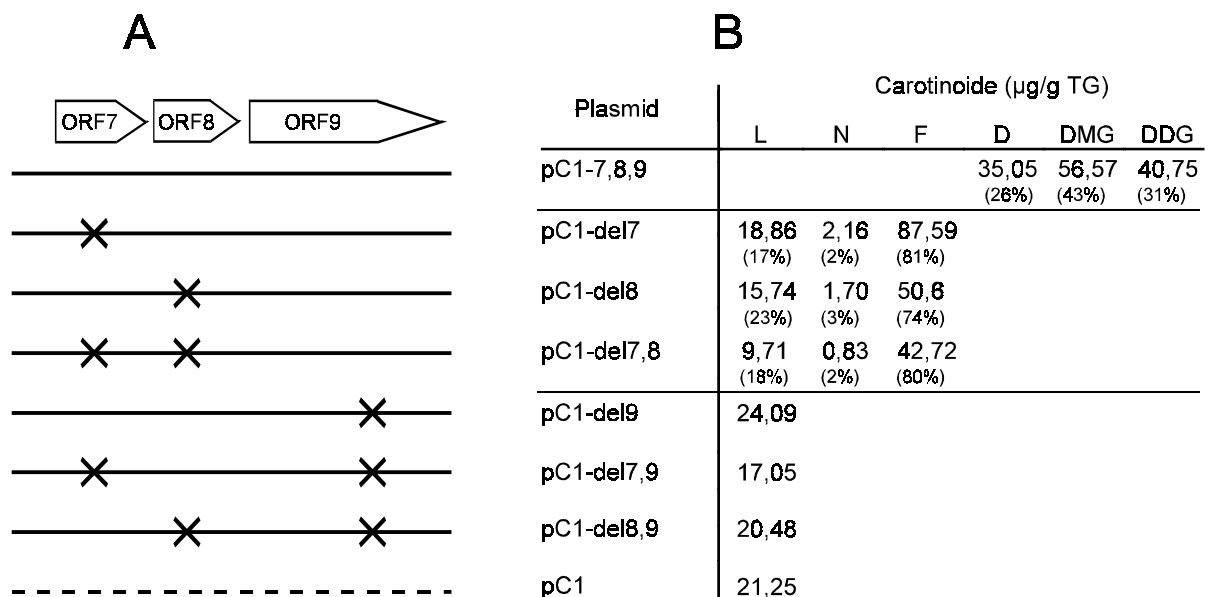 A
B
ORF7 ORF8 ORF9
Carotinoide (µg/g TG)
Plasmid
L N F D DMG DDG
pC1-7,8,9 35,05 56,57 40,75
(26%) (43%) (31%)
pC1-del7 18,86 2,16 87,59
(17%) (2%) (81%)
pC1-del8 15,74 1,70 50,6
(23%) (3%) (74%)
pC1-del7,8 9,71 0,83 42,72
(18%) (2%) (80%)
pC1-del9 24,09
pC1-del7,9 17,05
pC1-del8,9 20,48
pC1 21,25